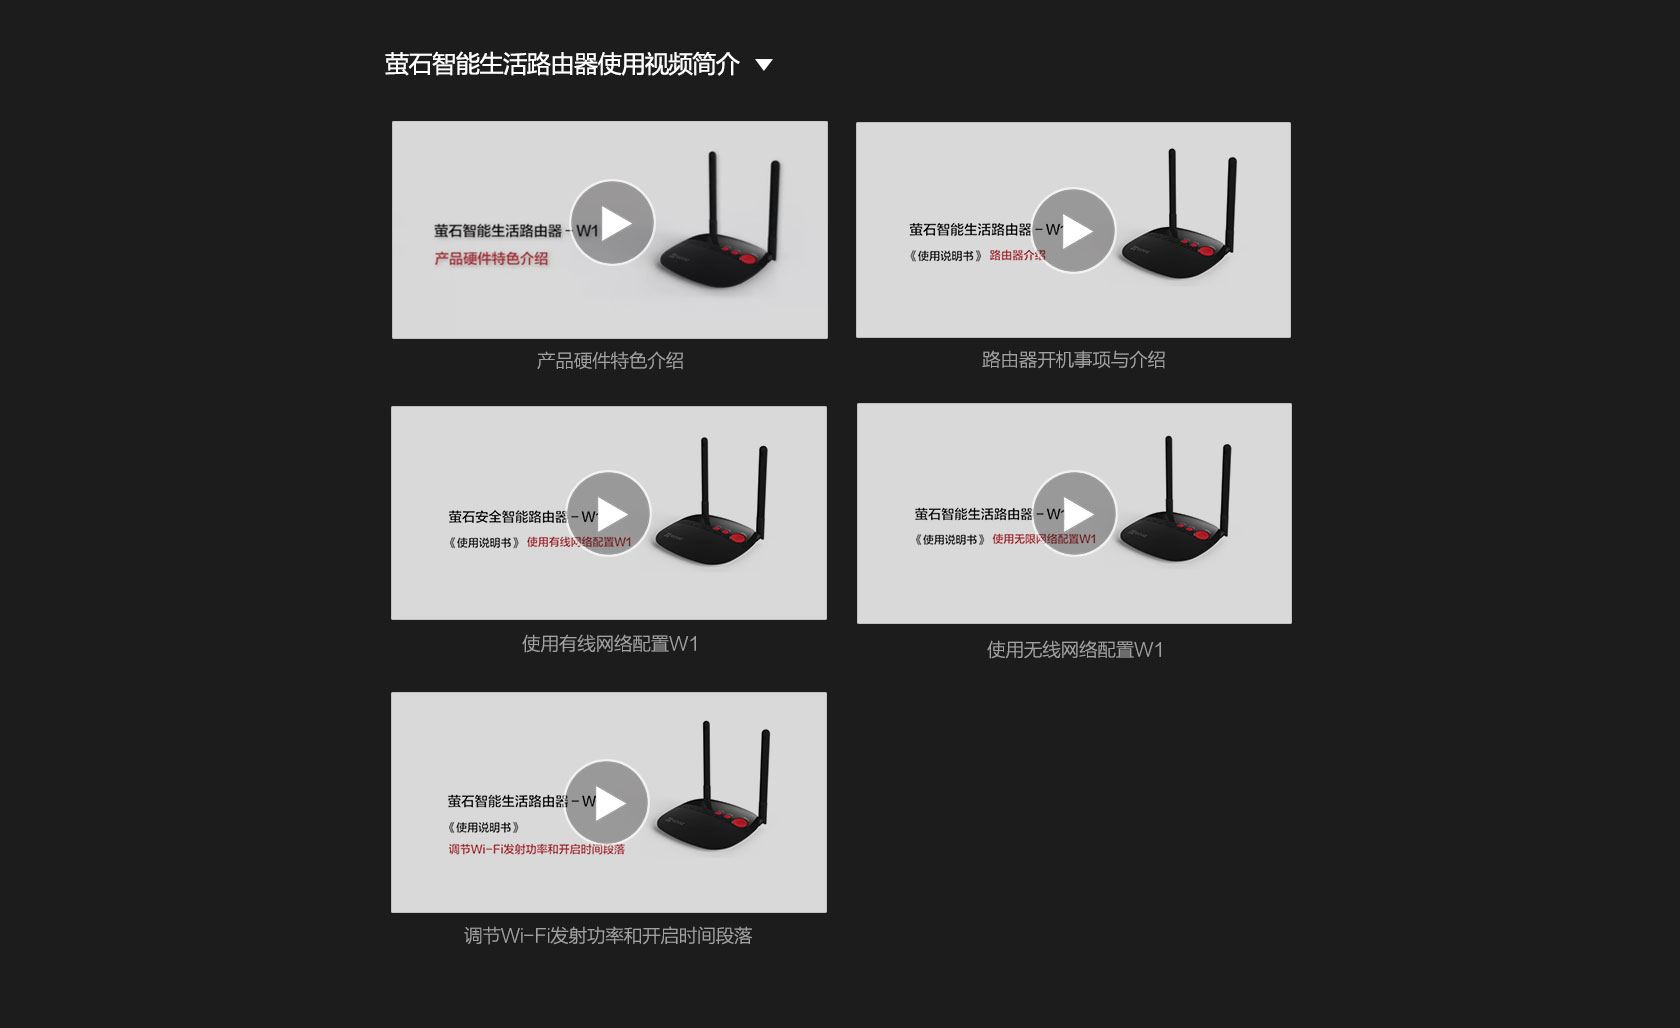 萤石智能生活路由器使用视频简介
萤石智能生活路由器 – W1
产品硬件特色介绍
产品硬件特色介绍
萤石智能生活路由器 – W1
《使用说明书》 路由器介绍
路由器开机事项与介绍
萤石安全智能路由器 – W1
《使用说明书》 使用有线网络配置W1
使用有线网络配置W1
萤石智能生活路由器 – W1
《使用说明书》 使用无限网络配置W1
使用无线网络配置W1
萤石智能生活路由器 – W
《使用说明书》
调节Wi-Fi发射功率和开启时间段落
调节Wi-Fi发射功率和开启时间段落